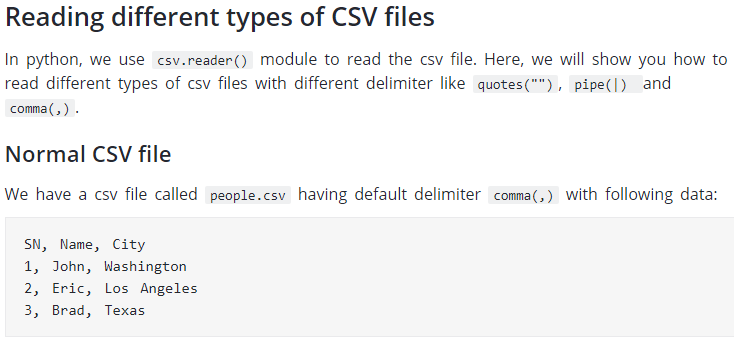 Reading different types of CSV files
In python, we use csv.reader() module to read the csv file. Here, we will show you how to
read different types of csv files with different delimiter like quotes(""), pipe(|) and
comma(,).
Normal CSV file
We have a csv file called people.csv having default delimiter comma(,) with following data:
SN, Name, City
1, John, Washington
2, Eric, Los Angeles
3, Brad, Texas